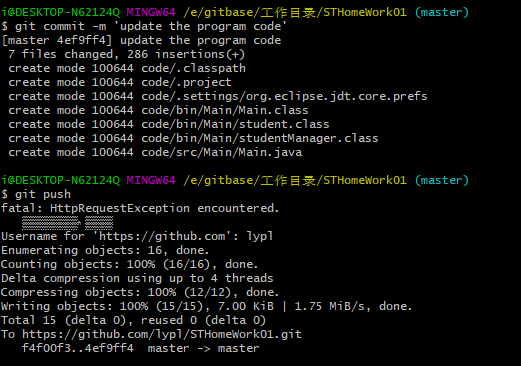 i@DESKTOP-N62124Q MINGW64 /e/gitbase/工作目录/STHomeWork01 (master)
$ git commit -m 'update the program code'
[master 4ef9ff4] update the program code
 7 files changed, 286 insertions(+)
 create mode 100644 code/.classpath
 create mode 100644 code/.project
 create mode 100644 code/.settings/org.eclipse.jdt.core.prefs
 create mode 100644 code/bin/Main/Main.class
 create mode 100644 code/bin/Main/student.class
 create mode 100644 code/bin/Main/studentManager.class
 create mode 100644 code/src/Main/Main.java
i@DESKTOP-N62124Q MINGW64 /e/gitbase/工作目录/STHomeWork01 (master)
$ git push
fatal: HttpRequestException encountered.
Username for 'https://github.com': lypl
Enumerating objects: 16, done.
Counting objects: 100% (16/16), done.
Delta compression using up to 4 threads
Compressing objects: 100% (12/12), done.
Writing objects: 100% (15/15), 7.00 KiB | 1.75 MiB/s, done.
Total 15 (delta 0), reused 0 (delta 0)
To https://github.com/lypl/STHomeWork01.git
   f4f00f3..4ef9ff4  master -> master